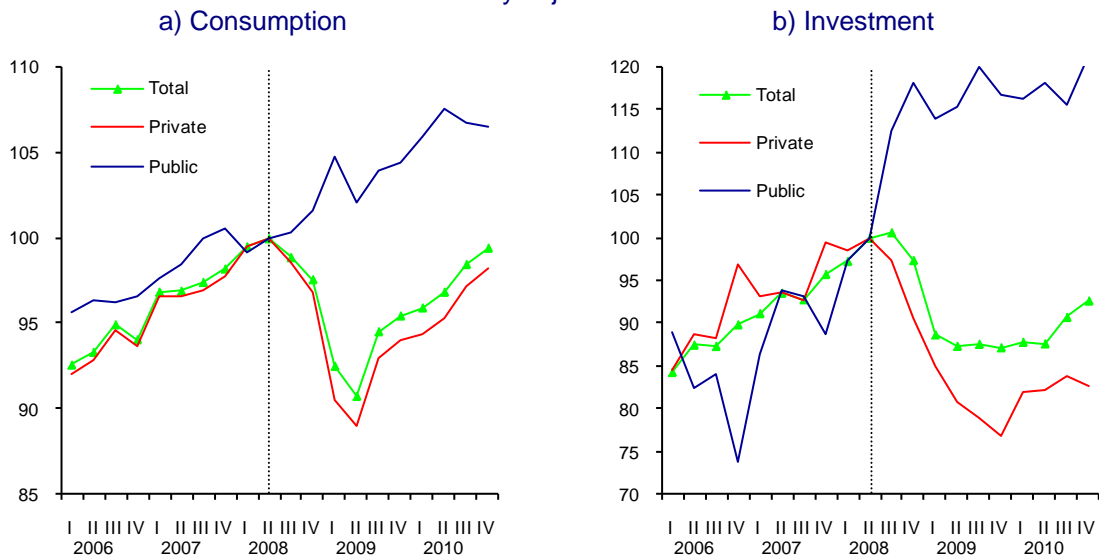 a) Consumption
110
105
100
95
90
85
Total
Private
Public
I II III IV I II III IV I II III IV I II III IV I II III IV
2006 2007 2008 2009 2010
b) Investment
120
115
110
105
100
95
90
85
80
75
70
Total
Private
Public
I II III IV I II III IV I II III IV I II III IV I II III IV
2006 2007 2008 2009 2010